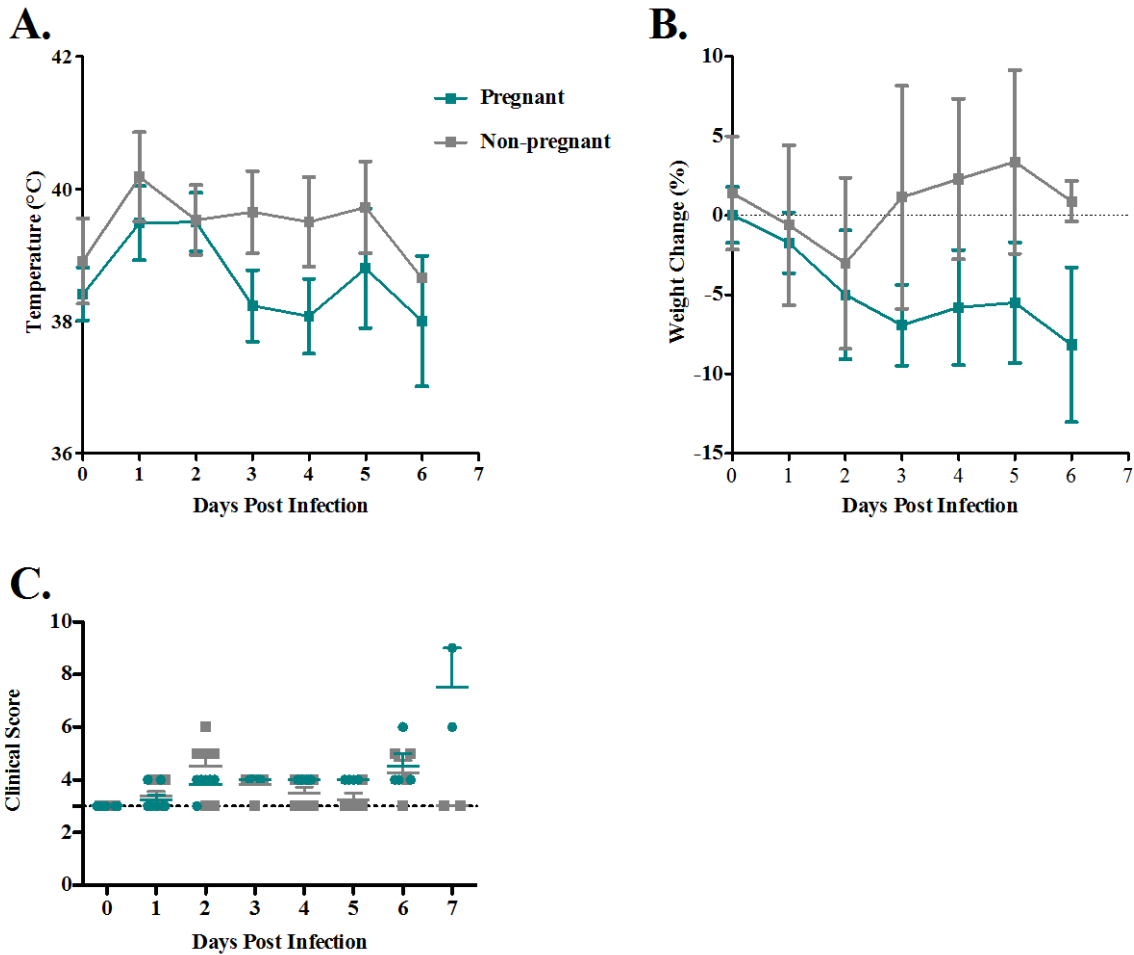 A.
42
40
38
36
Temperature (°C)
0 1 2 3 4 5 6 7
Days Post Infection
Pregnant
Non-pregnant
B.
10
5
0
-5
-10
-15
Weight Change (%)
0 1 2 3 4 5 6 7
Days Post Infection
C.
10
8
6
4
2
0
Clinical Score
0 1 2 3 4 5 6 7
Days Post Infection